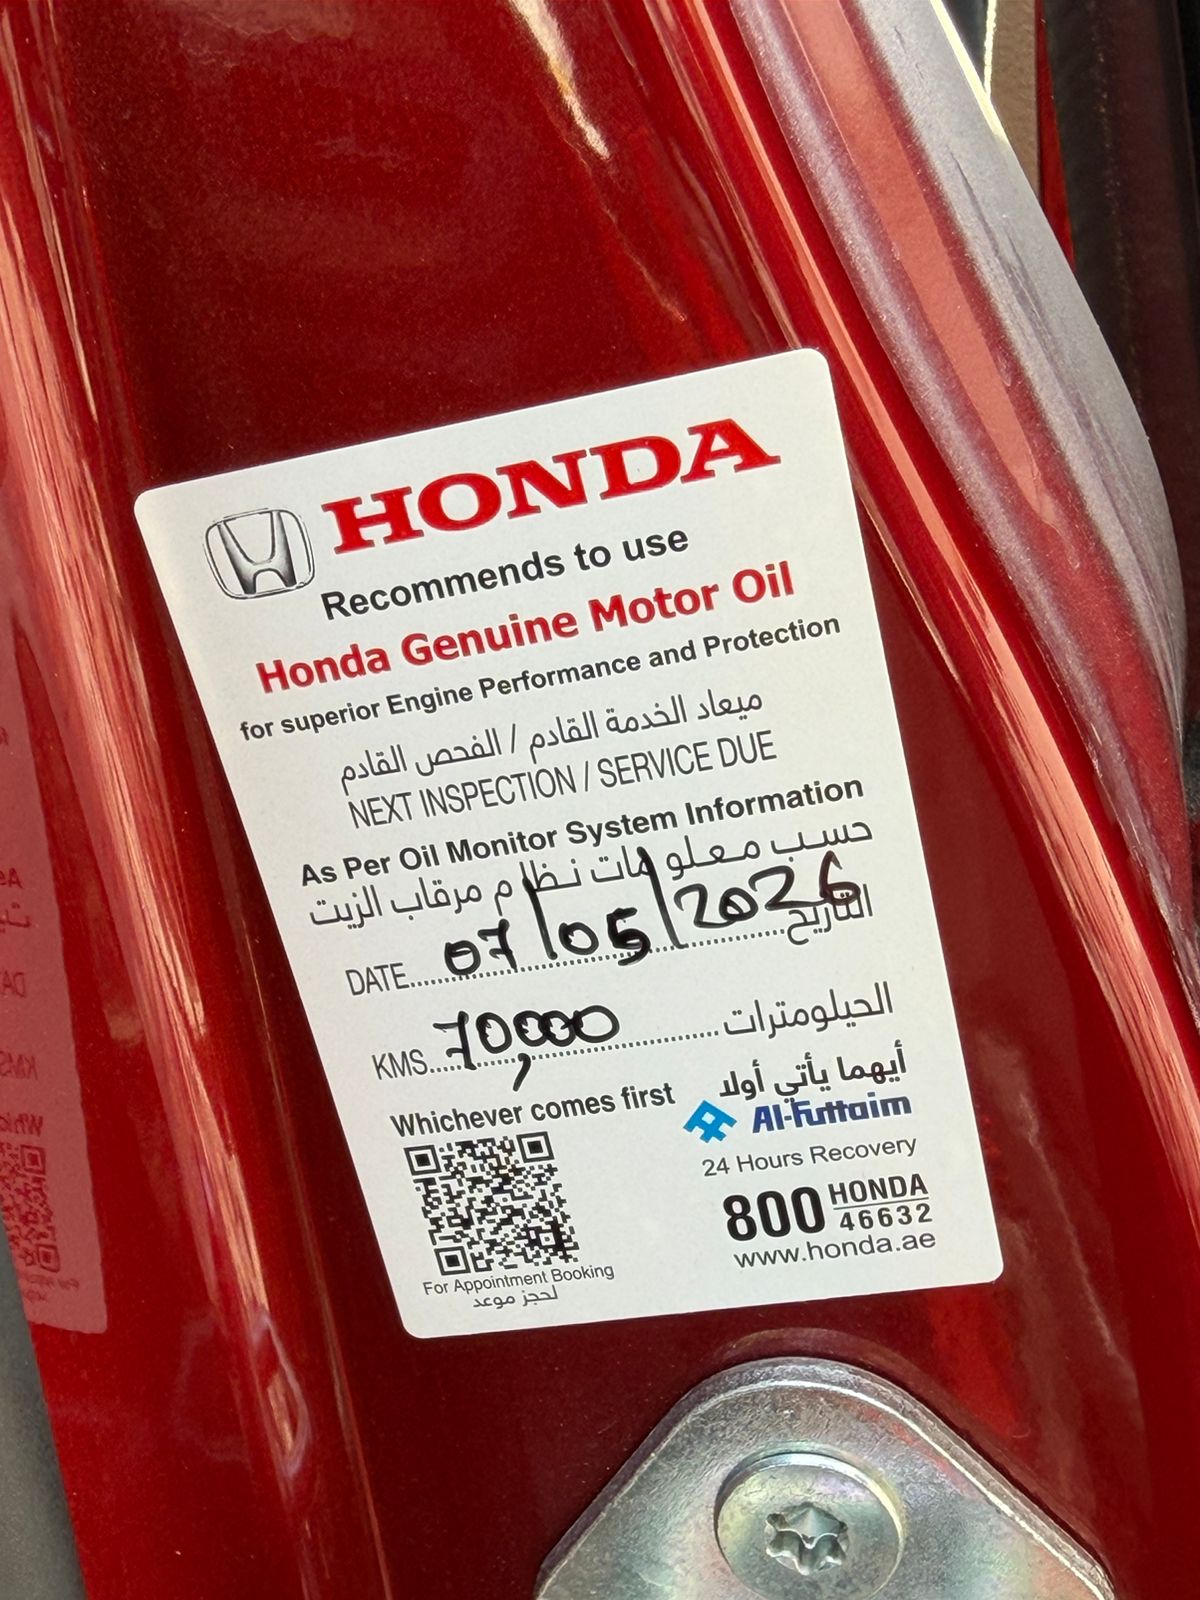 HONDA
Recommends to use
Honda Genuine Motor Oil
for superior Engine Performance and Protection
ميعاد الخدمة القادم / الفحص القادم
NEXT INSPECTION / SERVICE DUE
As Per Oil Monitor System Information
حسب معلومات نظام مرقاب الزيت
DATE 07/05/2026 التاريخ
KMS 70,000 الحيلومترات
Whichever comes first أيهما يأتي أولا
Al-Futtaim
24 Hours Recovery
800 HONDA
46632
www.honda.ae
For Appointment Booking
لحجز موعد